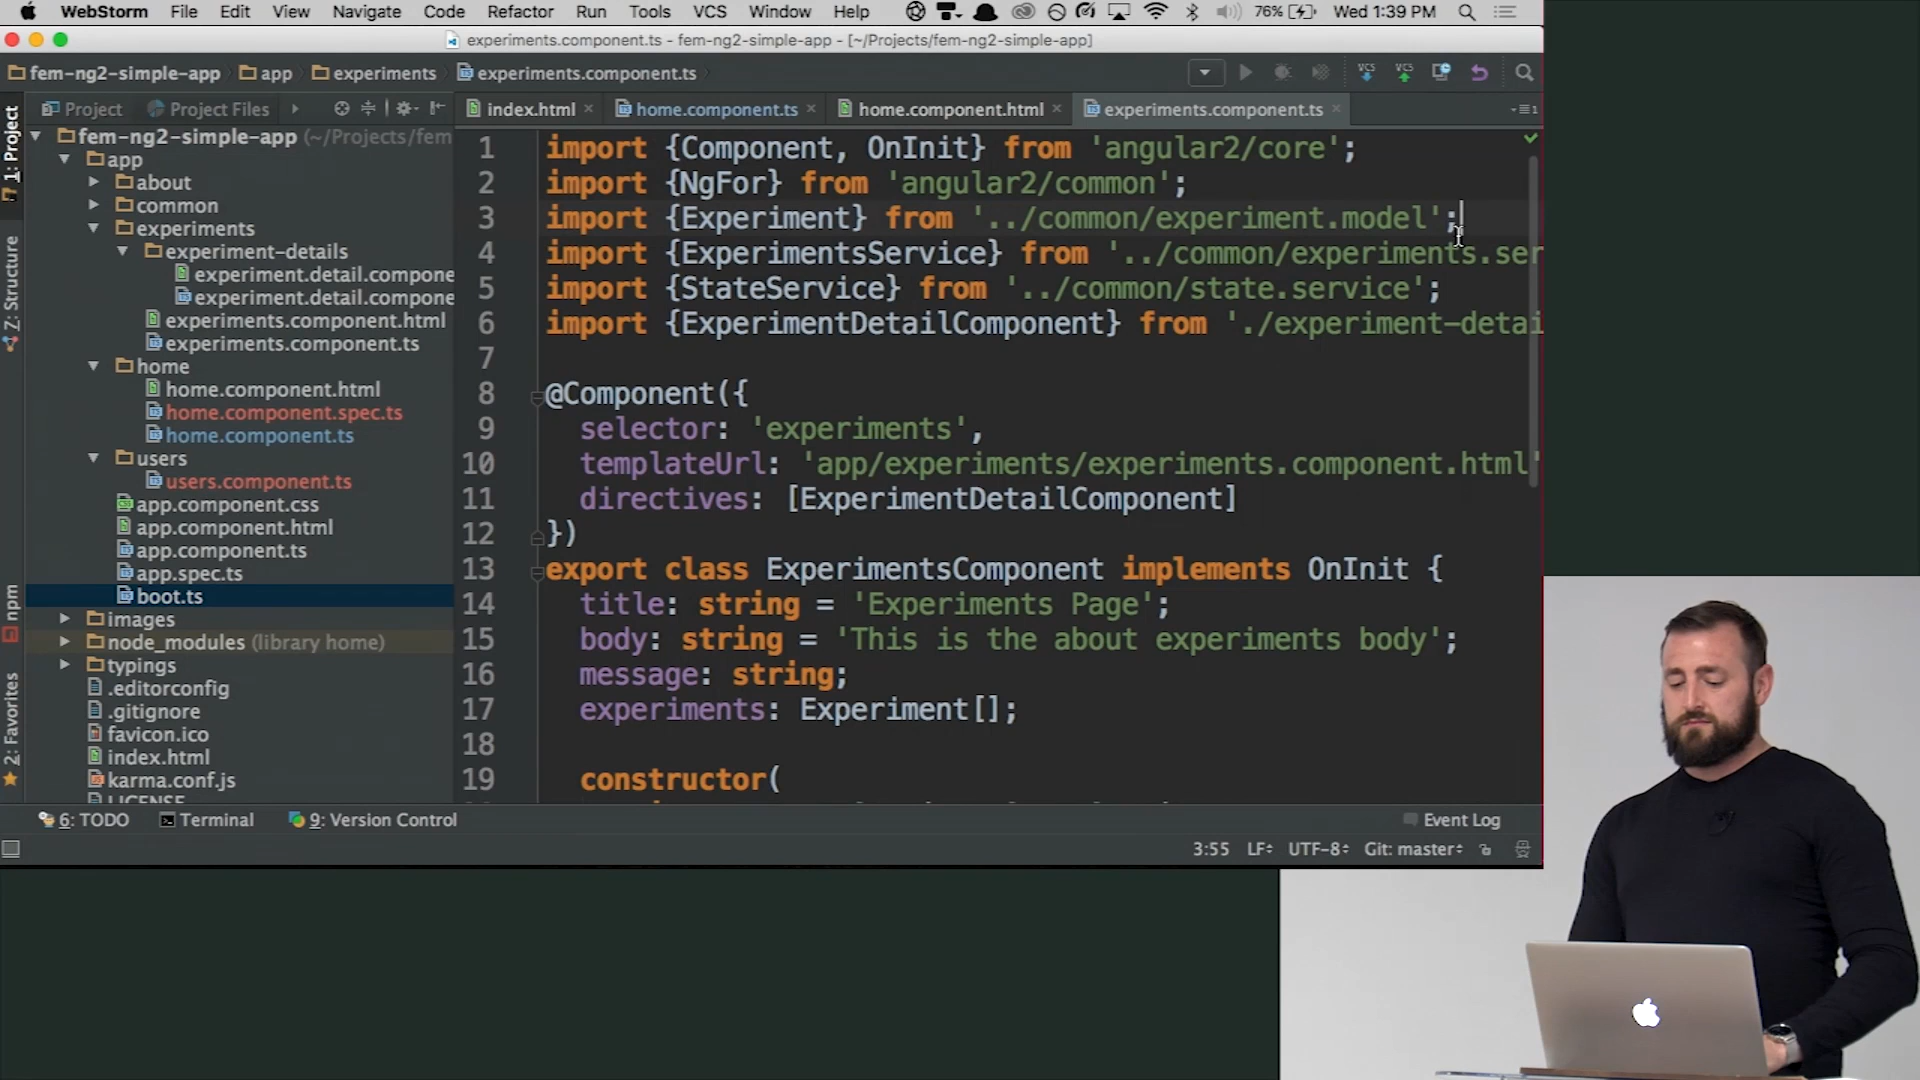 WebStorm File Edit View Navigate Code Refactor Run Tools VCS Window Help 76% Wed 1:39 PM
experiments.component.ts - fem-ng2-simple-app - [~/Projects/fem-ng2-simple-app]
fem-ng2-simple-app app experiments experiments.component.ts
VCS VCS
Project Project Files
index.html home.component.ts home.component.html experiments.component.ts
1: Project
Z: Structure
npm
2: Favorites
fem-ng2-simple-app (~/Projects/fem
app
about
common
experiments
experiment-details
experiment.detail.compone
experiment.detail.compone
experiments.component.html
experiments.component.ts
home
home.component.html
home.component.spec.ts
home.component.ts
users
users.component.ts
app.component.css
app.component.html
app.component.ts
app.spec.ts
boot.ts
images
node_modules (library home)
typings
.editorconfig
.gitignore
favicon.ico
index.html
karma.conf.js
LICENSE
1 import {Component, OnInit} from 'angular2/core';
2 import {NgFor} from 'angular2/common';
3 import {Experiment} from '../common/experiment.model';
4 import {ExperimentsService} from '../common/experiments.ser
5 import {StateService} from '../common/state.service';
6 import {ExperimentDetailComponent} from './experiment-detai
7
8 @Component({
9 selector: 'experiments',
10 templateUrl: 'app/experiments/experiments.component.html'
11 directives: [ExperimentDetailComponent]
12 })
13 export class ExperimentsComponent implements OnInit {
14 title: string = 'Experiments Page';
15 body: string = 'This is the about experiments body';
16 message: string;
17 experiments: Experiment[];
18
19 constructor(
6: TODO Terminal 9: Version Control Event Log
3:55 LF UTF-8 Git: master